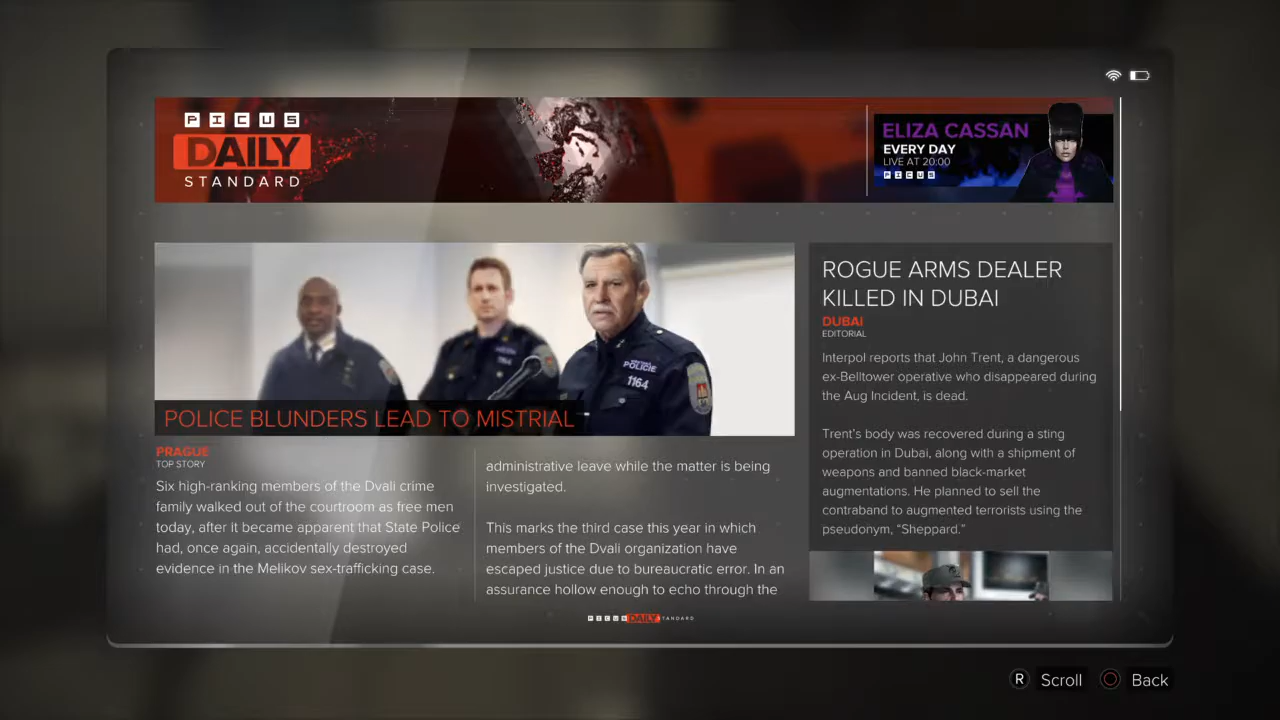 PICUS
DAILY
STANDARD
ELIZA CASSAN
EVERY DAY
LIVE AT 20:00
PICUS
POLICIE
1164
1164
POLICE BLUNDERS LEAD TO MISTRIAL
PRAGUE
TOP STORY
Six high-ranking members of the Dvali crime
family walked out of the courtroom as free men
today, after it became apparent that State Police
had, once again, accidentally destroyed
evidence in the Melikov sex-trafficking case.
administrative leave while the matter is being
investigated.
This marks the third case this year in which
members of the Dvali organization have
escaped justice due to bureaucratic error. In an
assurance hollow enough to echo through the
ROGUE ARMS DEALER
KILLED IN DUBAI
DUBAI
EDITORIAL
Interpol reports that John Trent, a dangerous
ex-Belltower operative who disappeared during
the Aug Incident, is dead.
Trent's body was recovered during a sting
operation in Dubai, along with a shipment of
weapons and banned black-market
augmentations. He planned to sell the
contraband to augmented terrorists using the
pseudonym, “Sheppard.”
PICUS DAILY STANDARD
R Scroll
Back